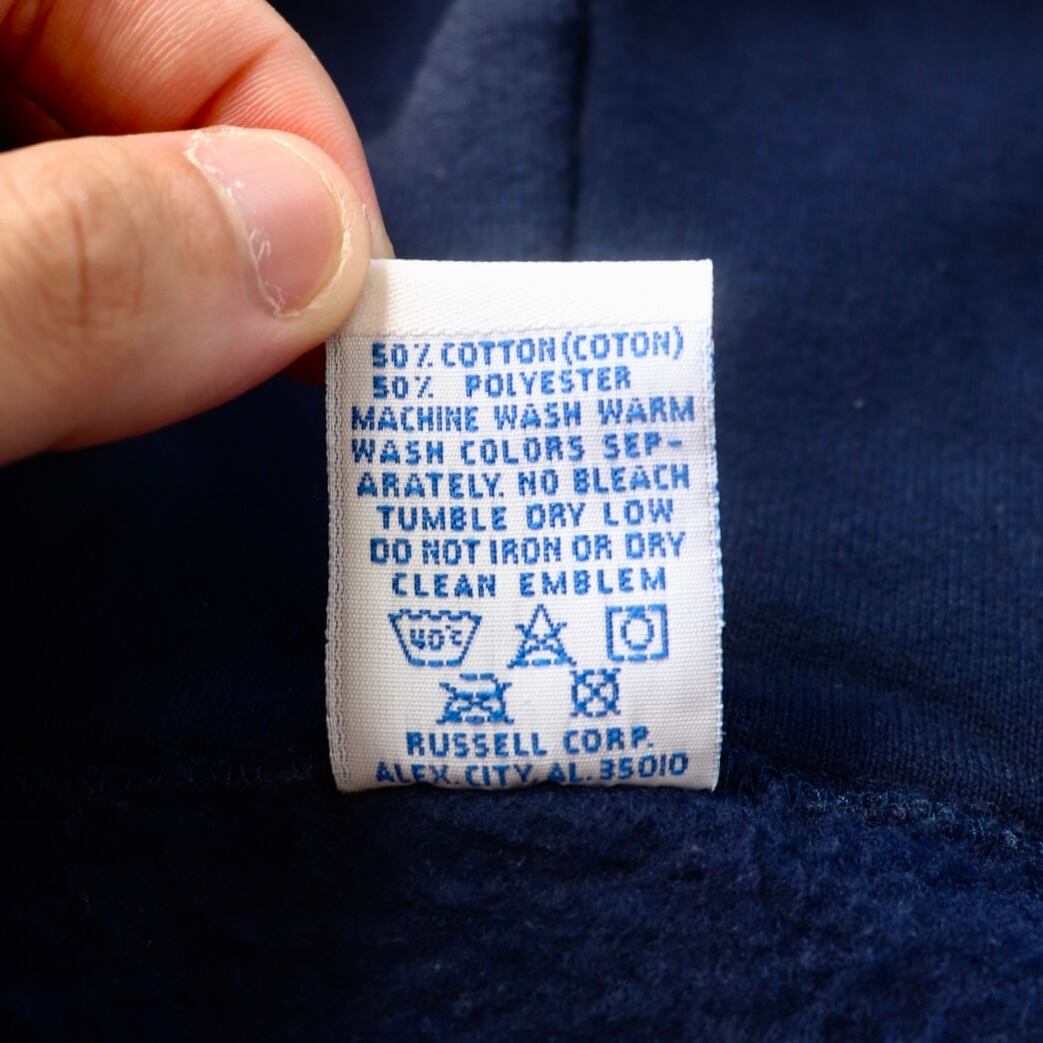 50% COTTON (COTON)
50% POLYESTER
MACHINE WASH WARM
WASH COLORS SEP-
ARATELY. NO BLEACH
TUMBLE DRY LOW
DO NOT IRON OR DRY
CLEAN EMBLEM
40°C
RUSSELL CORP.
ALEX. CITY, AL. 35010